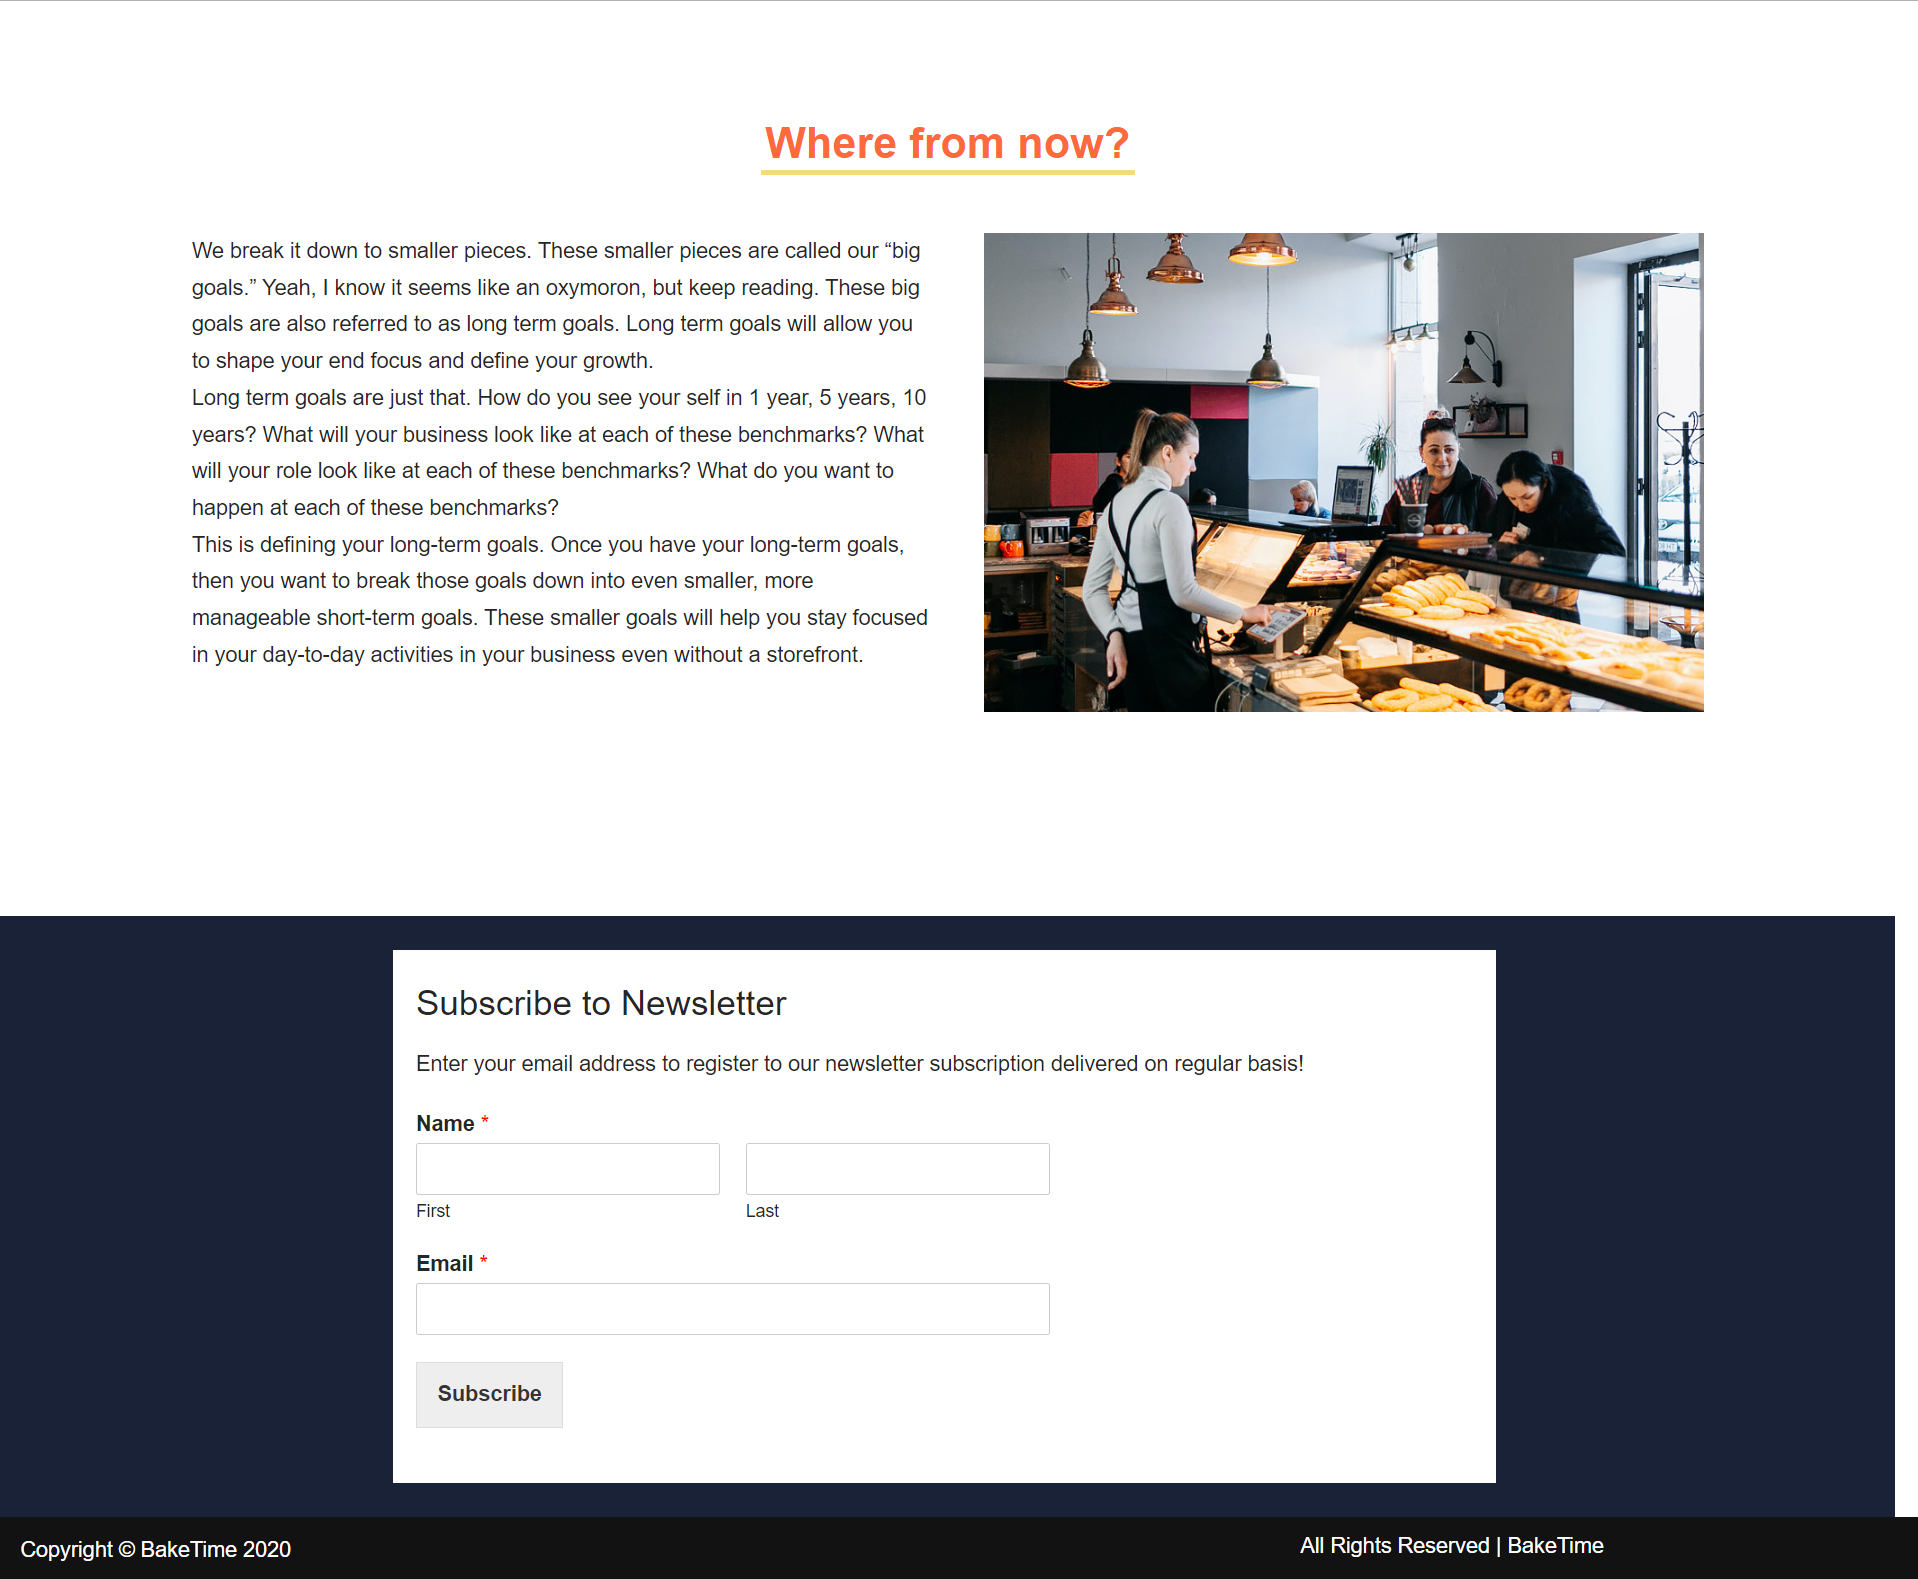 Where from now?
We break it down to smaller pieces. These smaller pieces are called our “big
goals.” Yeah, I know it seems like an oxymoron, but keep reading. These big
goals are also referred to as long term goals. Long term goals will allow you
to shape your end focus and define your growth.
Long term goals are just that. How do you see your self in 1 year, 5 years, 10
years? What will your business look like at each of these benchmarks? What
will your role look like at each of these benchmarks? What do you want to
happen at each of these benchmarks?
This is defining your long-term goals. Once you have your long-term goals,
then you want to break those goals down into even smaller, more
manageable short-term goals. These smaller goals will help you stay focused
in your day-to-day activities in your business even without a storefront.
Subscribe to Newsletter
Enter your email address to register to our newsletter subscription delivered on regular basis!
Name *
First
Last
Email *
Subscribe
Copyright © BakeTime 2020
All Rights Reserved | BakeTime